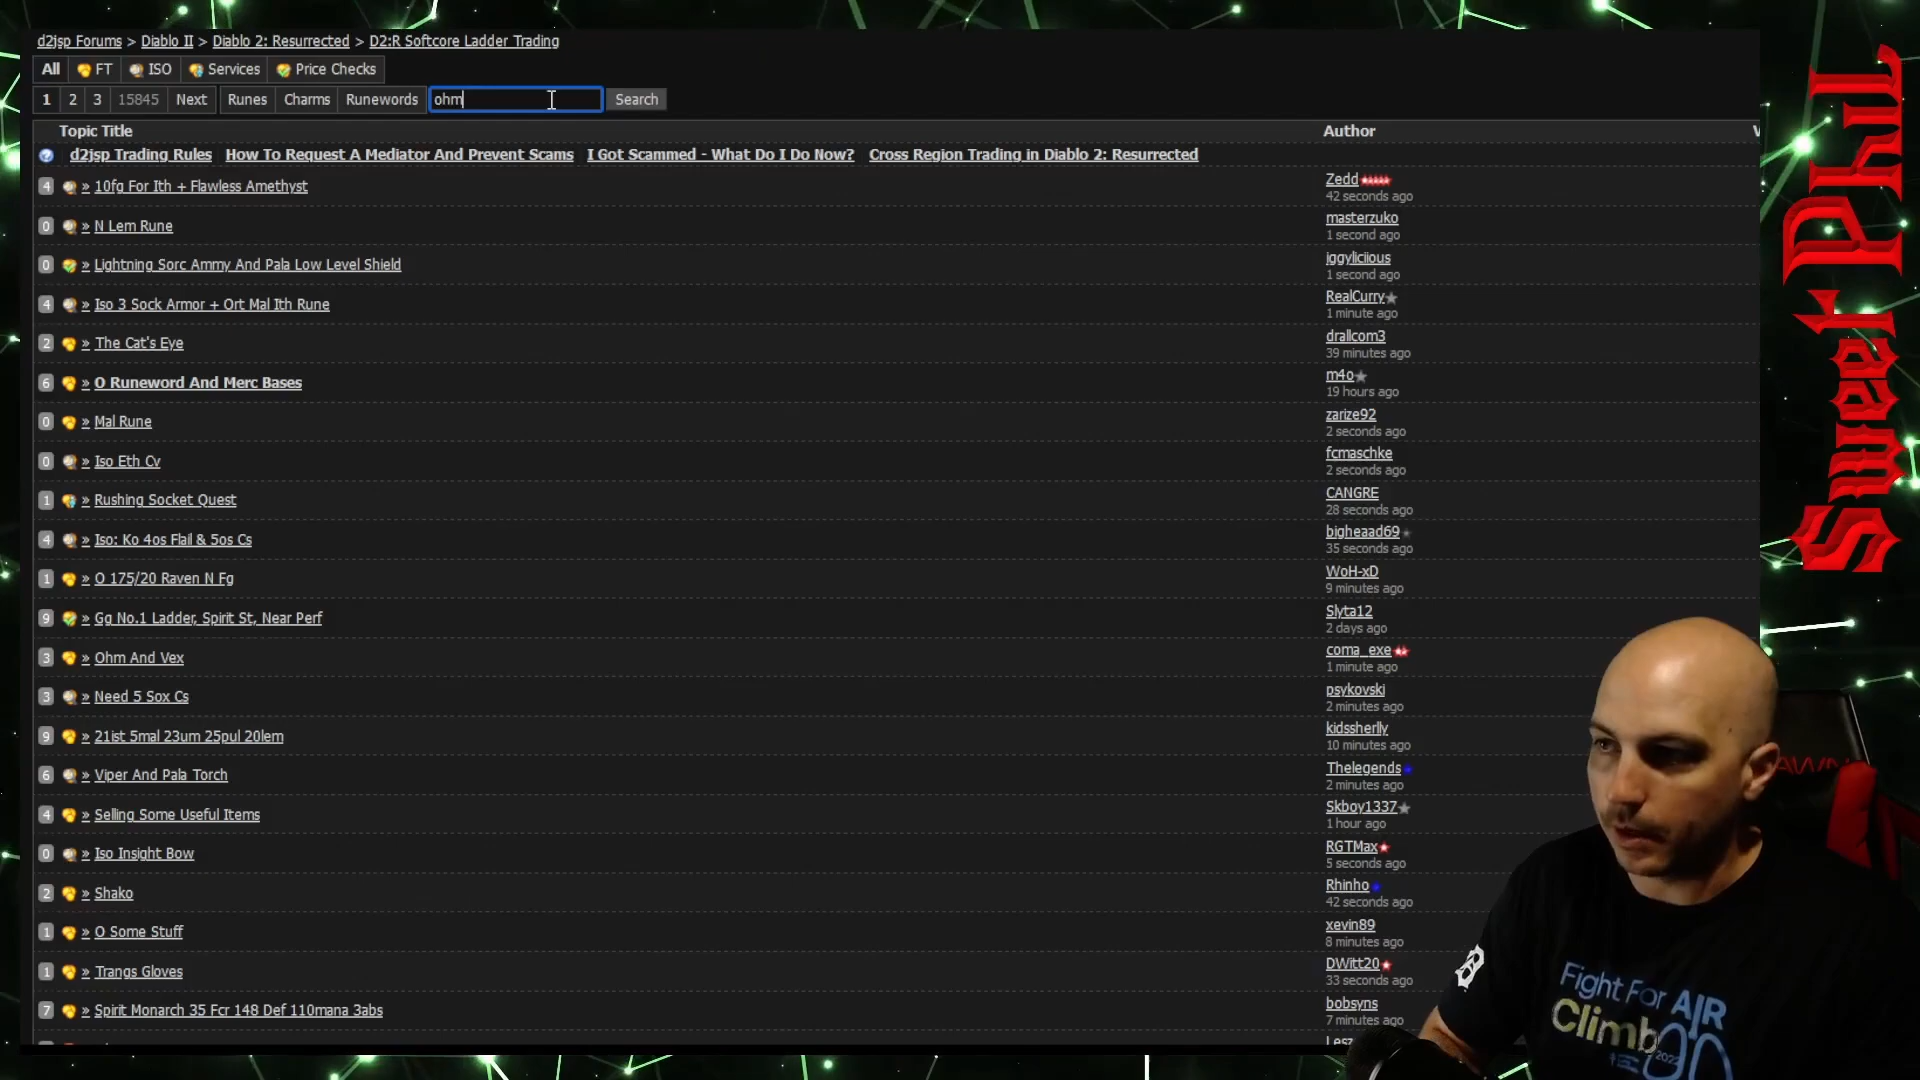 d2jsp Forums > Diablo II > Diablo 2: Resurrected > D2:R Softcore Ladder Trading
All FT ISO Services Price Checks
1 2 3 15845 Next Runes Charms Runewords ohm Search
Topic Title Author V
d2jsp Trading Rules How To Request A Mediator And Prevent Scams I Got Scammed - What Do I Do Now? Cross Region Trading in Diablo 2: Resurrected
4 » 10fg For Ith + Flawless Amethyst Zedd
42 seconds ago
0 » N Lem Rune masterzuko
1 second ago
0 » Lightning Sorc Ammy And Pala Low Level Shield iggyliciious
1 second ago
4 » Iso 3 Sock Armor + Ort Mal Ith Rune RealCurry
1 minute ago
2 » The Cat's Eye drallcom3
39 minutes ago
6 » O Runeword And Merc Bases m4o
19 hours ago
0 » Mal Rune zarize92
2 seconds ago
0 » Iso Eth Cv fcmaschke
2 seconds ago
1 » Rushing Socket Quest CANGRE
28 seconds ago
4 » Iso: Ko 4os Flail & 5os Cs bigheaad69
35 seconds ago
1 » O 175/20 Raven N Fg WoH-xD
9 minutes ago
9 » Gg No.1 Ladder, Spirit St, Near Perf Slyta12
2 days ago
3 » Ohm And Vex coma_exe
1 minute ago
3 » Need 5 Sox Cs psykovski
2 minutes ago
9 » 21ist 5mal 23um 25pul 20lem kidssherlly
10 minutes ago
6 » Viper And Pala Torch Thelegends
2 minutes ago
4 » Selling Some Useful Items Skboy1337
1 hour ago
0 » Iso Insight Bow RGTMax
5 seconds ago
2 » Shako Rhinho
42 seconds ago
1 » O Some Stuff xevin89
8 minutes ago
1 » Trangs Gloves DWitt20
33 seconds ago
7 » Spirit Monarch 35 Fcr 148 Def 110mana 3abs bobsyns
7 minutes ago
Fight For AIR
Climb
2022